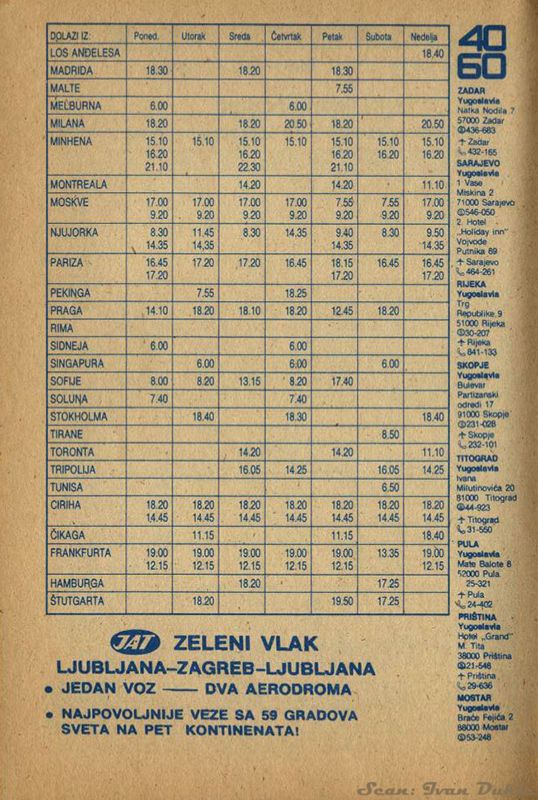 DOLAZI IZ: Poned. Utorak Sreda Četvrtak Petak Subota Nedelja
LOS ANĐELESA 18.40
MADRIDA 18.30 18.20 18.30
MALTE 7.55
MELBURNA 6.00 6.00
MILANA 18.20 18.20 20.50 18.20 20.50
MINHENA 15.10 15.10 15.10 15.10 15.10 15.10 15.10
16.20 16.20 16.20 16.20 16.20
21.10 22.30 21.10
MONTREALA 14.20 14.20 11.10
MOSKVE 17.00 17.00 17.00 17.00 7.55 7.55 17.00
9.20 9.20 9.20 9.20 9.20 9.20 9.20
NJUJORKA 8.30 11.45 8.30 14.35 9.40 8.30 9.50
14.35 14.35 14.35 14.35
PARIZA 16.45 17.20 17.20 16.45 18.15 16.45 16.45
17.20 17.20 17.20
PEKINGA 7.55 18.25
PRAGA 14.10 18.20 18.10 18.20 12.45 18.20
RIMA
SIDNEJA 6.00 6.00
SINGAPURA 6.00 6.00 6.00
SOFIJE 8.00 8.20 13.15 8.20 17.40
SOLUNA 7.40 7.40
STOKHOLMA 18.40 18.30 18.40
TIRANE 8.50
TORONTA 14.20 14.20 11.10
TRIPOLIJA 16.05 14.25 16.05 14.25
TUNISA 6.50
CIRIHA 18.20 18.20 18.20 18.20 18.20 18.20 18.20
14.45 14.45 14.45 14.45 14.45 14.45 14.45
ČIKAGA 11.15 11.15 18.40
FRANKFURTA 19.00 19.00 19.00 19.00 19.00 13.35 19.00
12.15 12.15 12.15 12.15 12.15 12.15
HAMBURGA 18.20 17.25
ŠTUTGARTA 18.20 19.50 17.25
JAT ZELENI VLAK
LJUBLJANA–ZAGREB–LJUBLJANA
• JEDAN VOZ — DVA AERODROMA
• NAJPOVOLJNIJE VEZE SA 59 GRADOVA
SVETA NA PET KONTINENATA!
40
60
ZADAR
Yugoslavia
Natka Nodila 7
57000 Zadar
436-683
Zadar
432-165
SARAJEVO
Yugoslavia
1 Vase
Miskina 2
71000 Sarajevo
546-050
2. Hotel
„Holiday inn"
Vojvode
Putnika 69
Sarajevo
464-261
RIJEKA
Yugoslavia
Trg
Republike 9
51000 Rijeka
30-207
Rijeka
841-133
SKOPJE
Yugoslavia
Bulevar
Partizanski
odredi 17
91000 Skopje
231-028
Skopje
232-101
TITOGRAD
Yugoslavia
Ivana
Milutinovića 20
81000 Titograd
44-923
Titograd
31-550
PULA
Yugoslavia
Mate Balote 8
52000 Pula
25-321
Pula
24-402
PRIŠTINA
Yugoslavia
Hotel „Grand"
M. Tita
38000 Priština
21-546
Priština
29-636
MOSTAR
Yugoslavia
Braće Fejića 2
88000 Mostar
53-248
Scan: Ivan